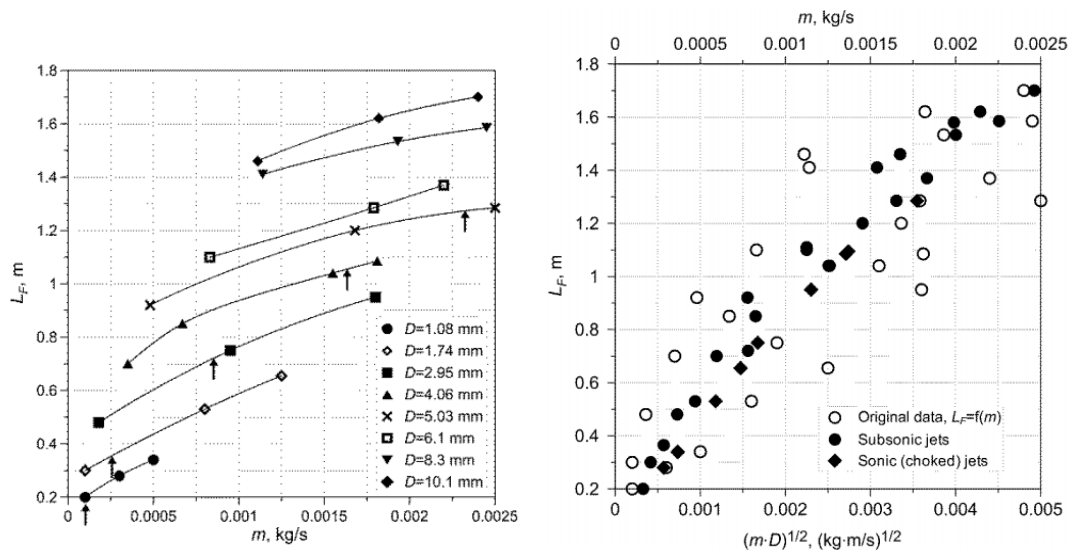 1.8
1.6
1.4
1.2
1
0.8
0.6
0.4
0.2
L_F, m
D=1.08 mm
D=1.74 mm
D=2.95 mm
D=4.06 mm
D=5.03 mm
D=6.1 mm
D=8.3 mm
D=10.1 mm
0 0.0005 0.001 0.0015 0.002 0.0025
m, kg/s
m, kg/s
0 0.0005 0.001 0.0015 0.002 0.0025
1.8
1.6
1.4
1.2
1
0.8
0.6
0.4
0.2
L_F, m
Original data, L_F=f(m)
Subsonic jets
Sonic (choked) jets
0 0.001 0.002 0.003 0.004 0.005
(m·D)^1/2, (kg·m/s)^1/2